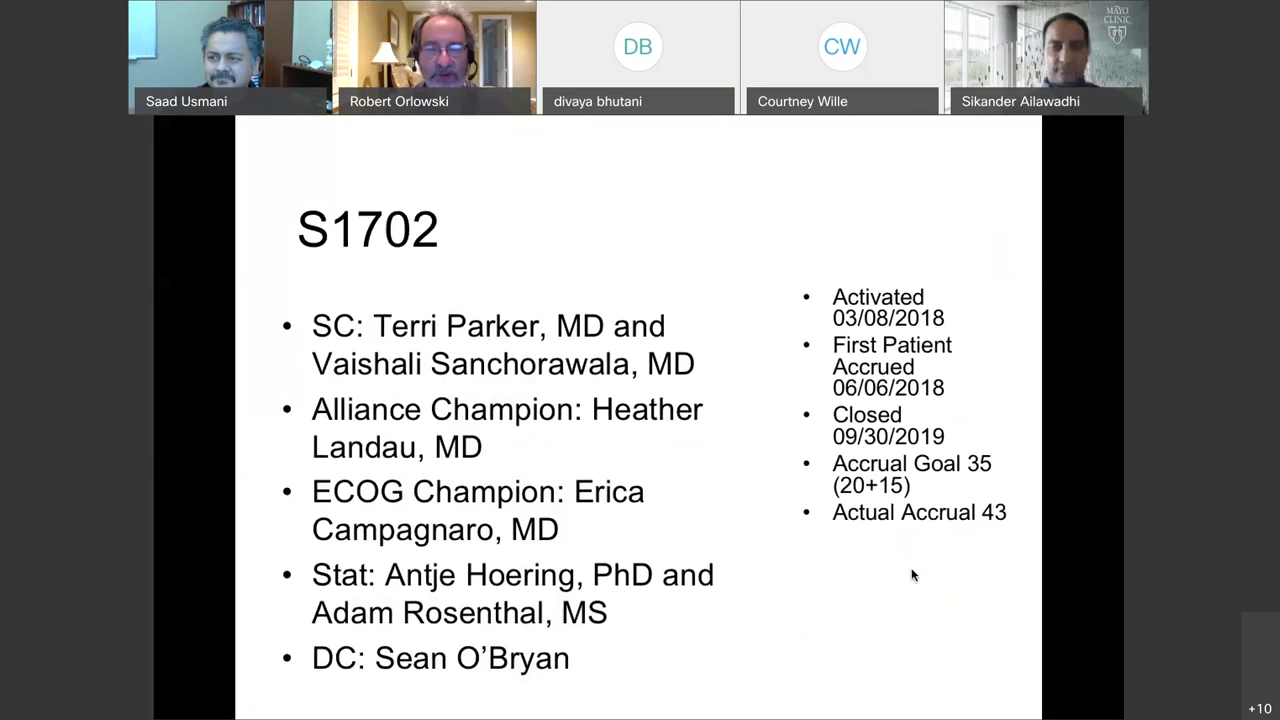 MAYO
CLINIC
DB
CW
Saad Usmani
Robert Orlowski
divaya bhutani
Courtney Wille
Sikander Ailawadhi
S1702
• SC: Terri Parker, MD and
Vaishali Sanchorawala, MD
• Alliance Champion: Heather
Landau, MD
• ECOG Champion: Erica
Campagnaro, MD
• Stat: Antje Hoering, PhD and
Adam Rosenthal, MS
• DC: Sean O’Bryan
• Activated
03/08/2018
• First Patient
Accrued
06/06/2018
• Closed
09/30/2019
• Accrual Goal 35
(20+15)
• Actual Accrual 43
+10